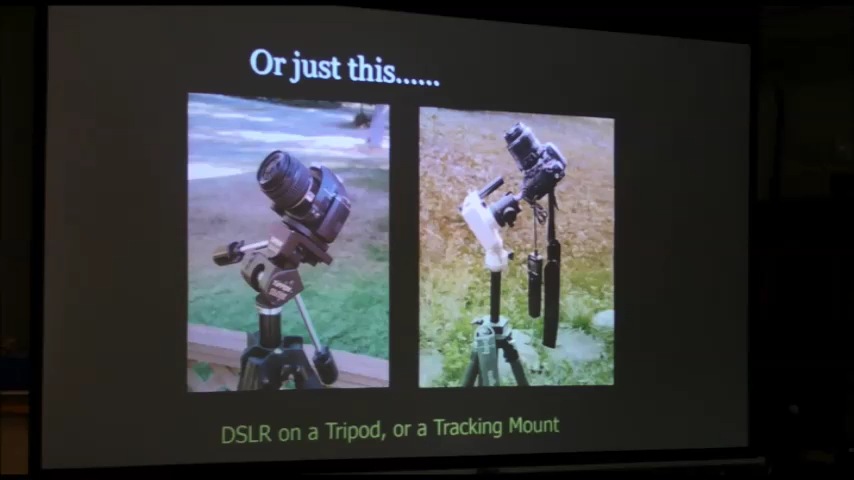 Or just this......
DSLR on a Tripod, or a Tracking Mount